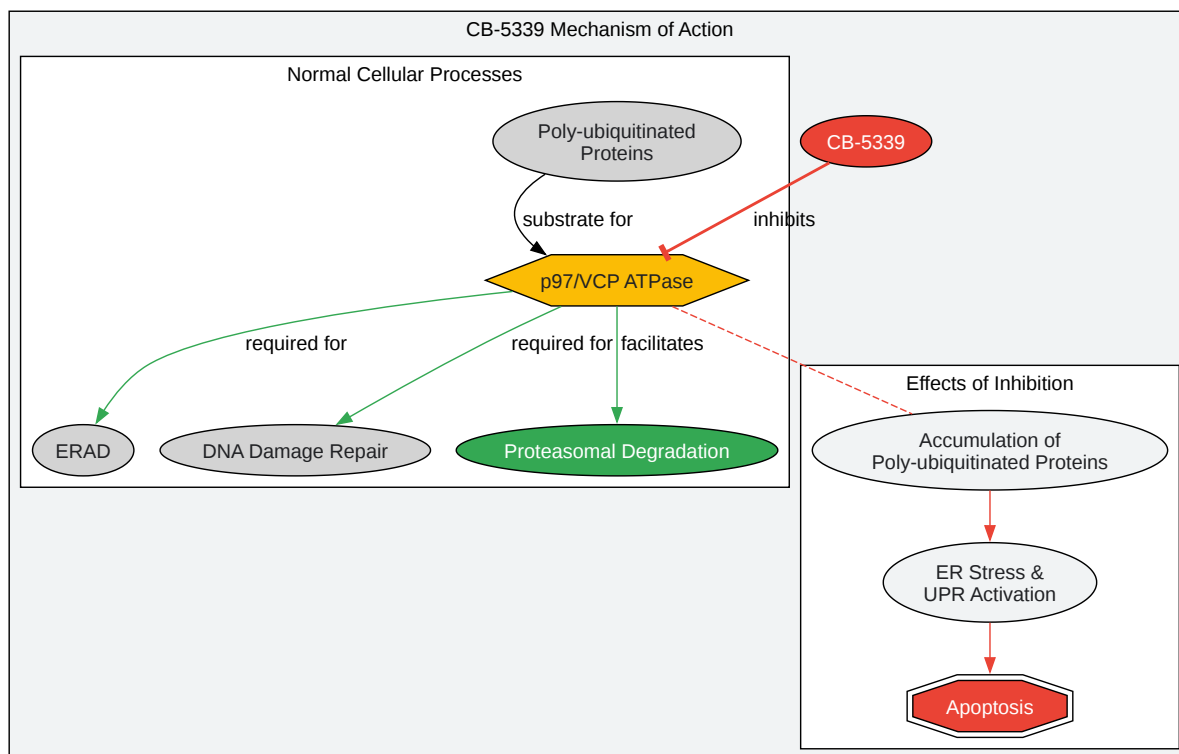 CB-5339 Mechanism of Action
Normal Cellular Processes
Poly-ubiquitinated
Proteins
CB-5339
substrate for
inhibits
p97/VCP ATPase
required for
required for
facilitates
Effects of Inhibition
ERAD
DNA Damage Repair
Proteasomal Degradation
Accumulation of
Poly-ubiquitinated Proteins
ER Stress &
UPR Activation
Apoptosis